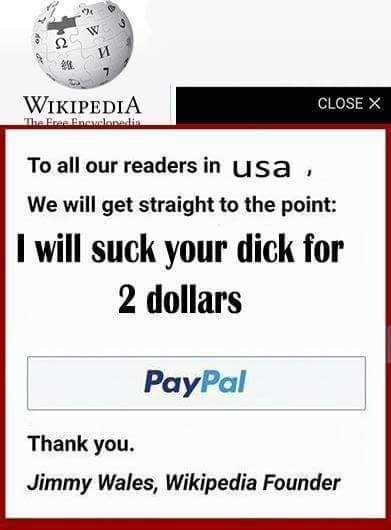 Ω W И 維
WIKIPEDIA
The Free Encyclopedia
CLOSE X
To all our readers in usa ,
We will get straight to the point:
I will suck your dick for
2 dollars
PayPal
Thank you.
Jimmy Wales, Wikipedia Founder